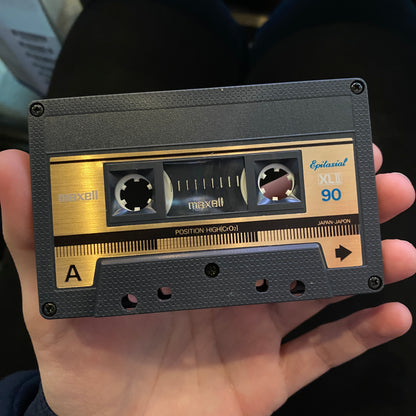 Epitaxial
maxell
XLII
maxell
90
JAPAN-JAPON
POSITION HIGH(CrO2)
A